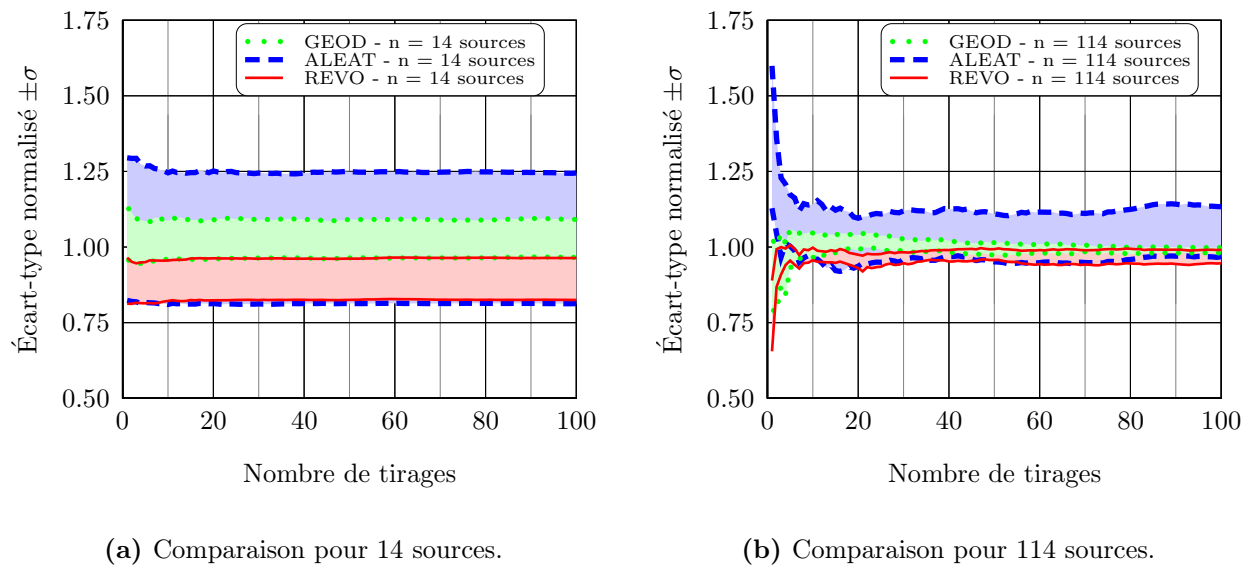 1.75
1.50
1.25
1.00
0.75
0.50
0 20 40 60 80 100
Écart-type normalisé ±σ
Nombre de tirages
GEOD - n = 14 sources
ALEAT - n = 14 sources
REVO - n = 14 sources
(a) Comparaison pour 14 sources.
1.75
1.50
1.25
1.00
0.75
0.50
0 20 40 60 80 100
Écart-type normalisé ±σ
Nombre de tirages
GEOD - n = 114 sources
ALEAT - n = 114 sources
REVO - n = 114 sources
(b) Comparaison pour 114 sources.